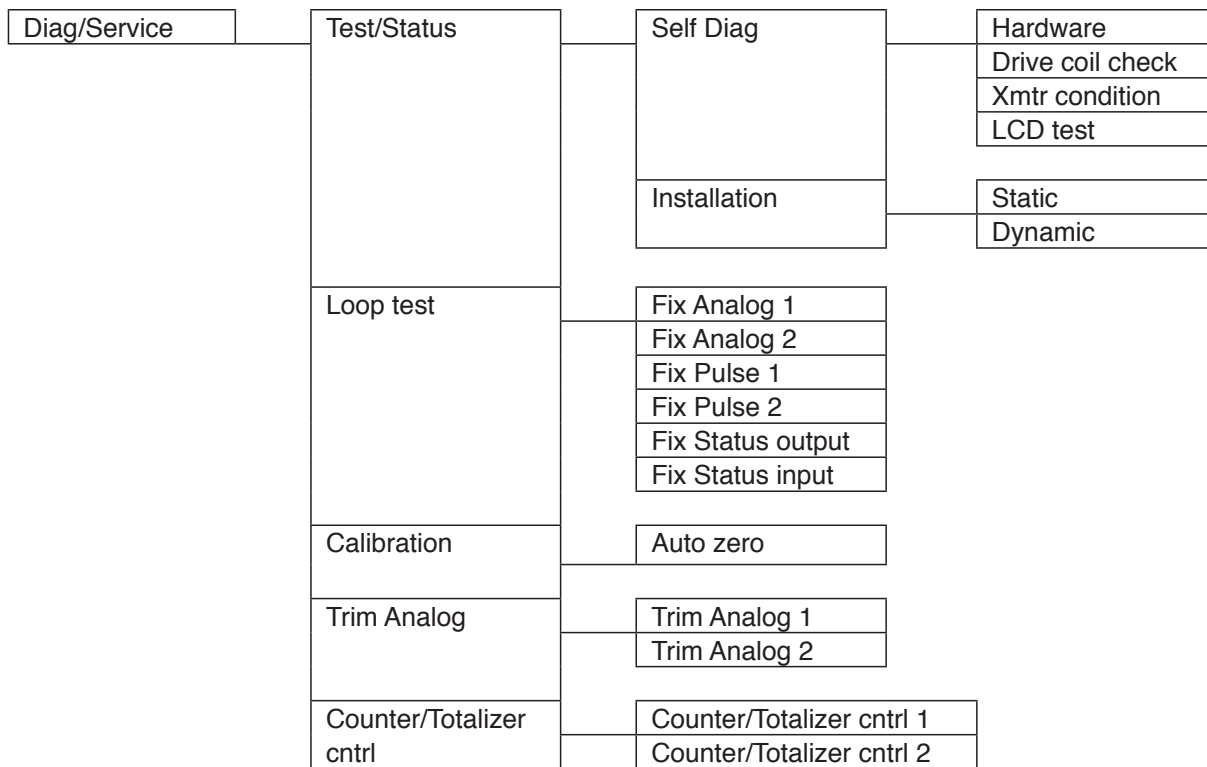 Diag/Service
Test/Status
Self Diag
Hardware
Drive coil check
Xmtr condition
LCD test
Installation
Static
Dynamic
Loop test
Fix Analog 1
Fix Analog 2
Fix Pulse 1
Fix Pulse 2
Fix Status output
Fix Status input
Calibration
Auto zero
Trim Analog
Trim Analog 1
Trim Analog 2
Counter/Totalizer
cntrl
Counter/Totalizer cntrl 1
Counter/Totalizer cntrl 2